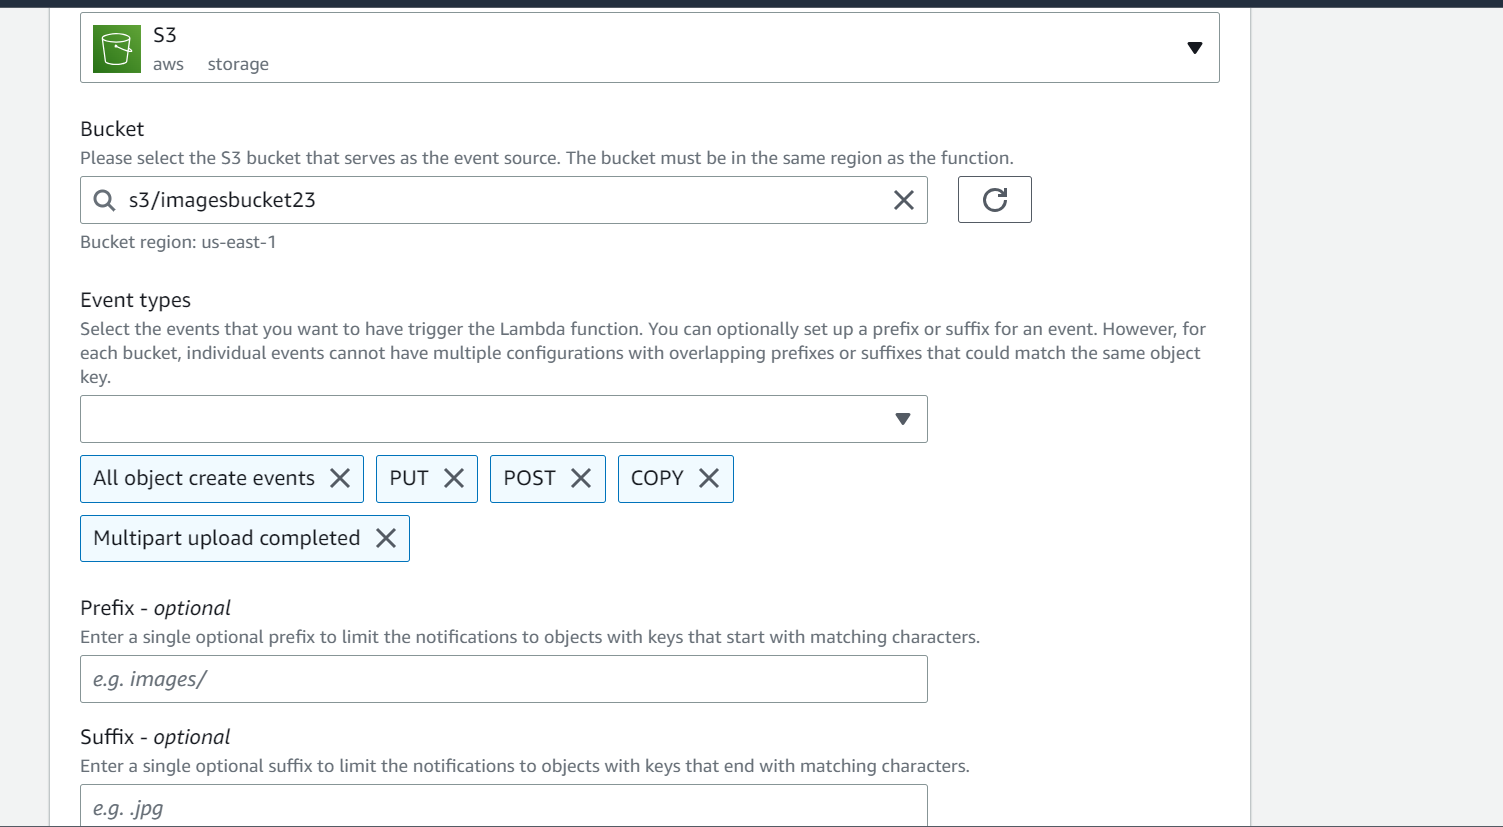 S3
aws storage
Bucket
Please select the S3 bucket that serves as the event source. The bucket must be in the same region as the function.
s3/imagesbucket23
Bucket region: us-east-1
Event types
Select the events that you want to have trigger the Lambda function. You can optionally set up a prefix or suffix for an event. However, for
each bucket, individual events cannot have multiple configurations with overlapping prefixes or suffixes that could match the same object
key.
All object create events PUT POST COPY
Multipart upload completed
Prefix - optional
Enter a single optional prefix to limit the notifications to objects with keys that start with matching characters.
e.g. images/
Suffix - optional
Enter a single optional suffix to limit the notifications to objects with keys that end with matching characters.
e.g. .jpg